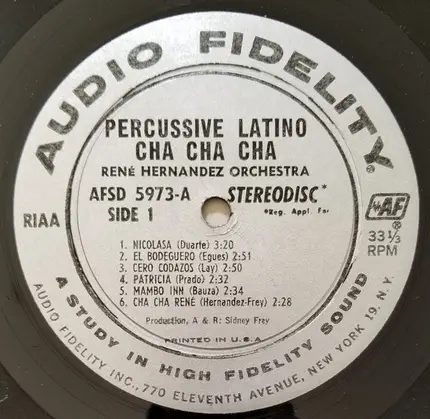 AUDIO FIDELITY®
PERCUSSIVE LATINO
CHA CHA CHA
RENÉ HERNANDEZ ORCHESTRA
AFSD 5973-A STEREODISC*
SIDE 1 *Reg. Appl. For
RIAA
AF®
33⅓
RPM
1. NICOLASA (Duarte) 3:20
2. EL BODEGUERO (Egues) 2:51
3. CERO CODAZOS (Lay) 2:50
4. PATRICIA (Prado) 2:32
5. MAMBO INN (Bauza) 2:34
6. CHA CHA RENÉ (Hernandez-Frey) 2:28
Production, A & R: Sidney Frey
PRINTED IN U.S.A
A STUDY IN HIGH FIDELITY SOUND
AUDIO FIDELITY INC., 770 ELEVENTH AVENUE, NEW YORK 19, N.Y.